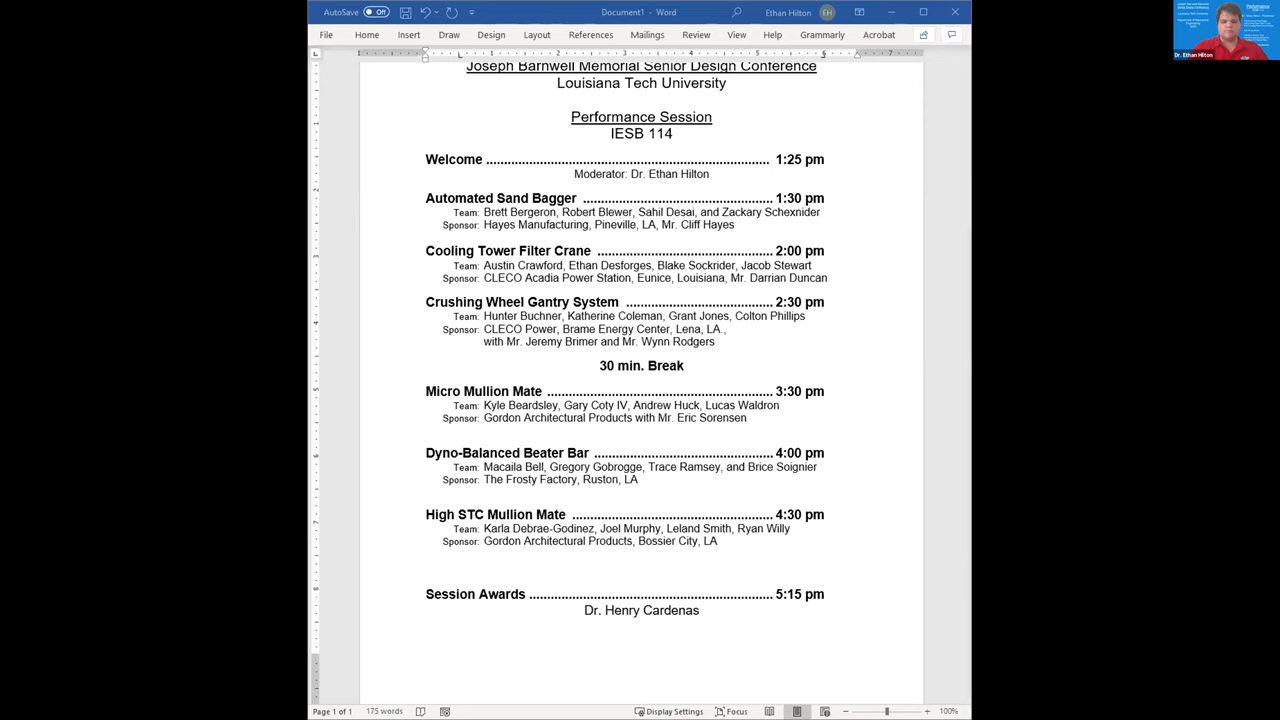 AutoSave Off Document1 - Word Ethan Hilton EH
File Home Insert Draw Design Layout References Mailings Review View Help Grammarly Acrobat
Joseph Barnwell Memorial Senior Design Conference
Louisiana Tech University
Performance Session
IESB 114
Welcome ............................................................................... 1:25 pm
Moderator: Dr. Ethan Hilton
Automated Sand Bagger ..................................................... 1:30 pm
Team: Brett Bergeron, Robert Blewer, Sahil Desai, and Zackary Schexnider
Sponsor: Hayes Manufacturing, Pineville, LA, Mr. Cliff Hayes
Cooling Tower Filter Crane ................................................. 2:00 pm
Team: Austin Crawford, Ethan Desforges, Blake Sockrider, Jacob Stewart
Sponsor: CLECO Acadia Power Station, Eunice, Louisiana, Mr. Darrian Duncan
Crushing Wheel Gantry System ......................................... 2:30 pm
Team: Hunter Buchner, Katherine Coleman, Grant Jones, Colton Phillips
Sponsor: CLECO Power, Brame Energy Center, Lena, LA.,
with Mr. Jeremy Brimer and Mr. Wynn Rodgers
30 min. Break
Micro Mullion Mate ............................................................... 3:30 pm
Team: Kyle Beardsley, Gary Coty IV, Andrew Huck, Lucas Waldron
Sponsor: Gordon Architectural Products with Mr. Eric Sorensen
Dyno-Balanced Beater Bar .................................................. 4:00 pm
Team: Macaila Bell, Gregory Gobrogge, Trace Ramsey, and Brice Soignier
Sponsor: The Frosty Factory, Ruston, LA
High STC Mullion Mate ........................................................ 4:30 pm
Team: Karla Debrae-Godinez, Joel Murphy, Leland Smith, Ryan Willy
Sponsor: Gordon Architectural Products, Bossier City, LA
Session Awards .................................................................... 5:15 pm
Dr. Henry Cardenas
Page 1 of 1 175 words Display Settings Focus 100%
Dr. Ethan Hilton